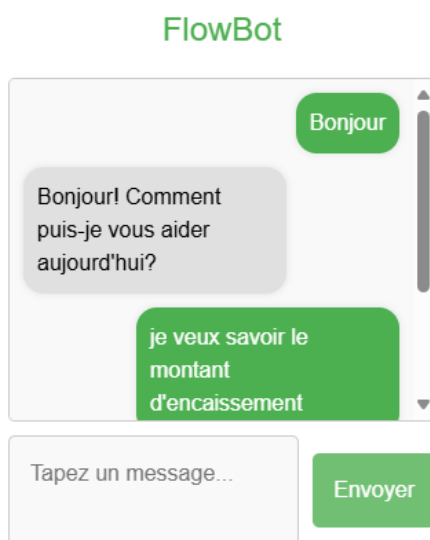 FlowBot
Bonjour
Bonjour! Comment
puis-je vous aider
aujourd'hui?
je veux savoir le
montant
d'encaissement
Tapez un message...
Envoyer